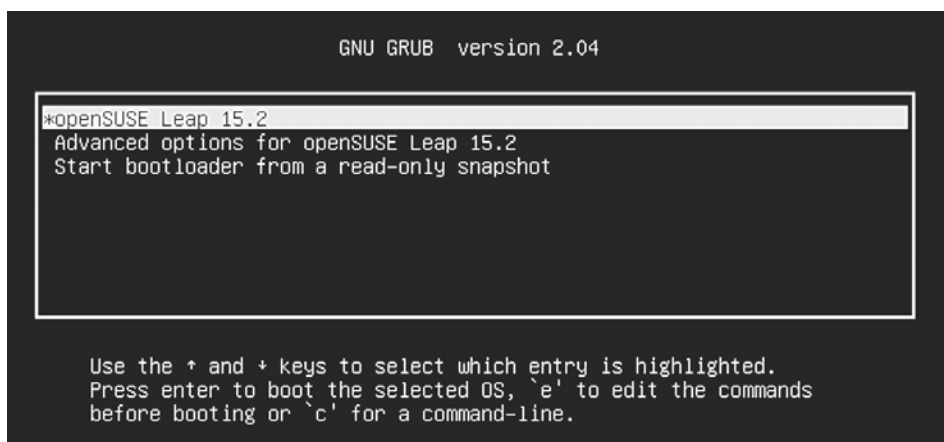 GNU GRUB version 2.04
*openSUSE Leap 15.2
Advanced options for openSUSE Leap 15.2
Start bootloader from a read-only snapshot
Use the ↑ and ↓ keys to select which entry is highlighted.
Press enter to boot the selected OS, `e' to edit the commands
before booting or `c' for a command-line.